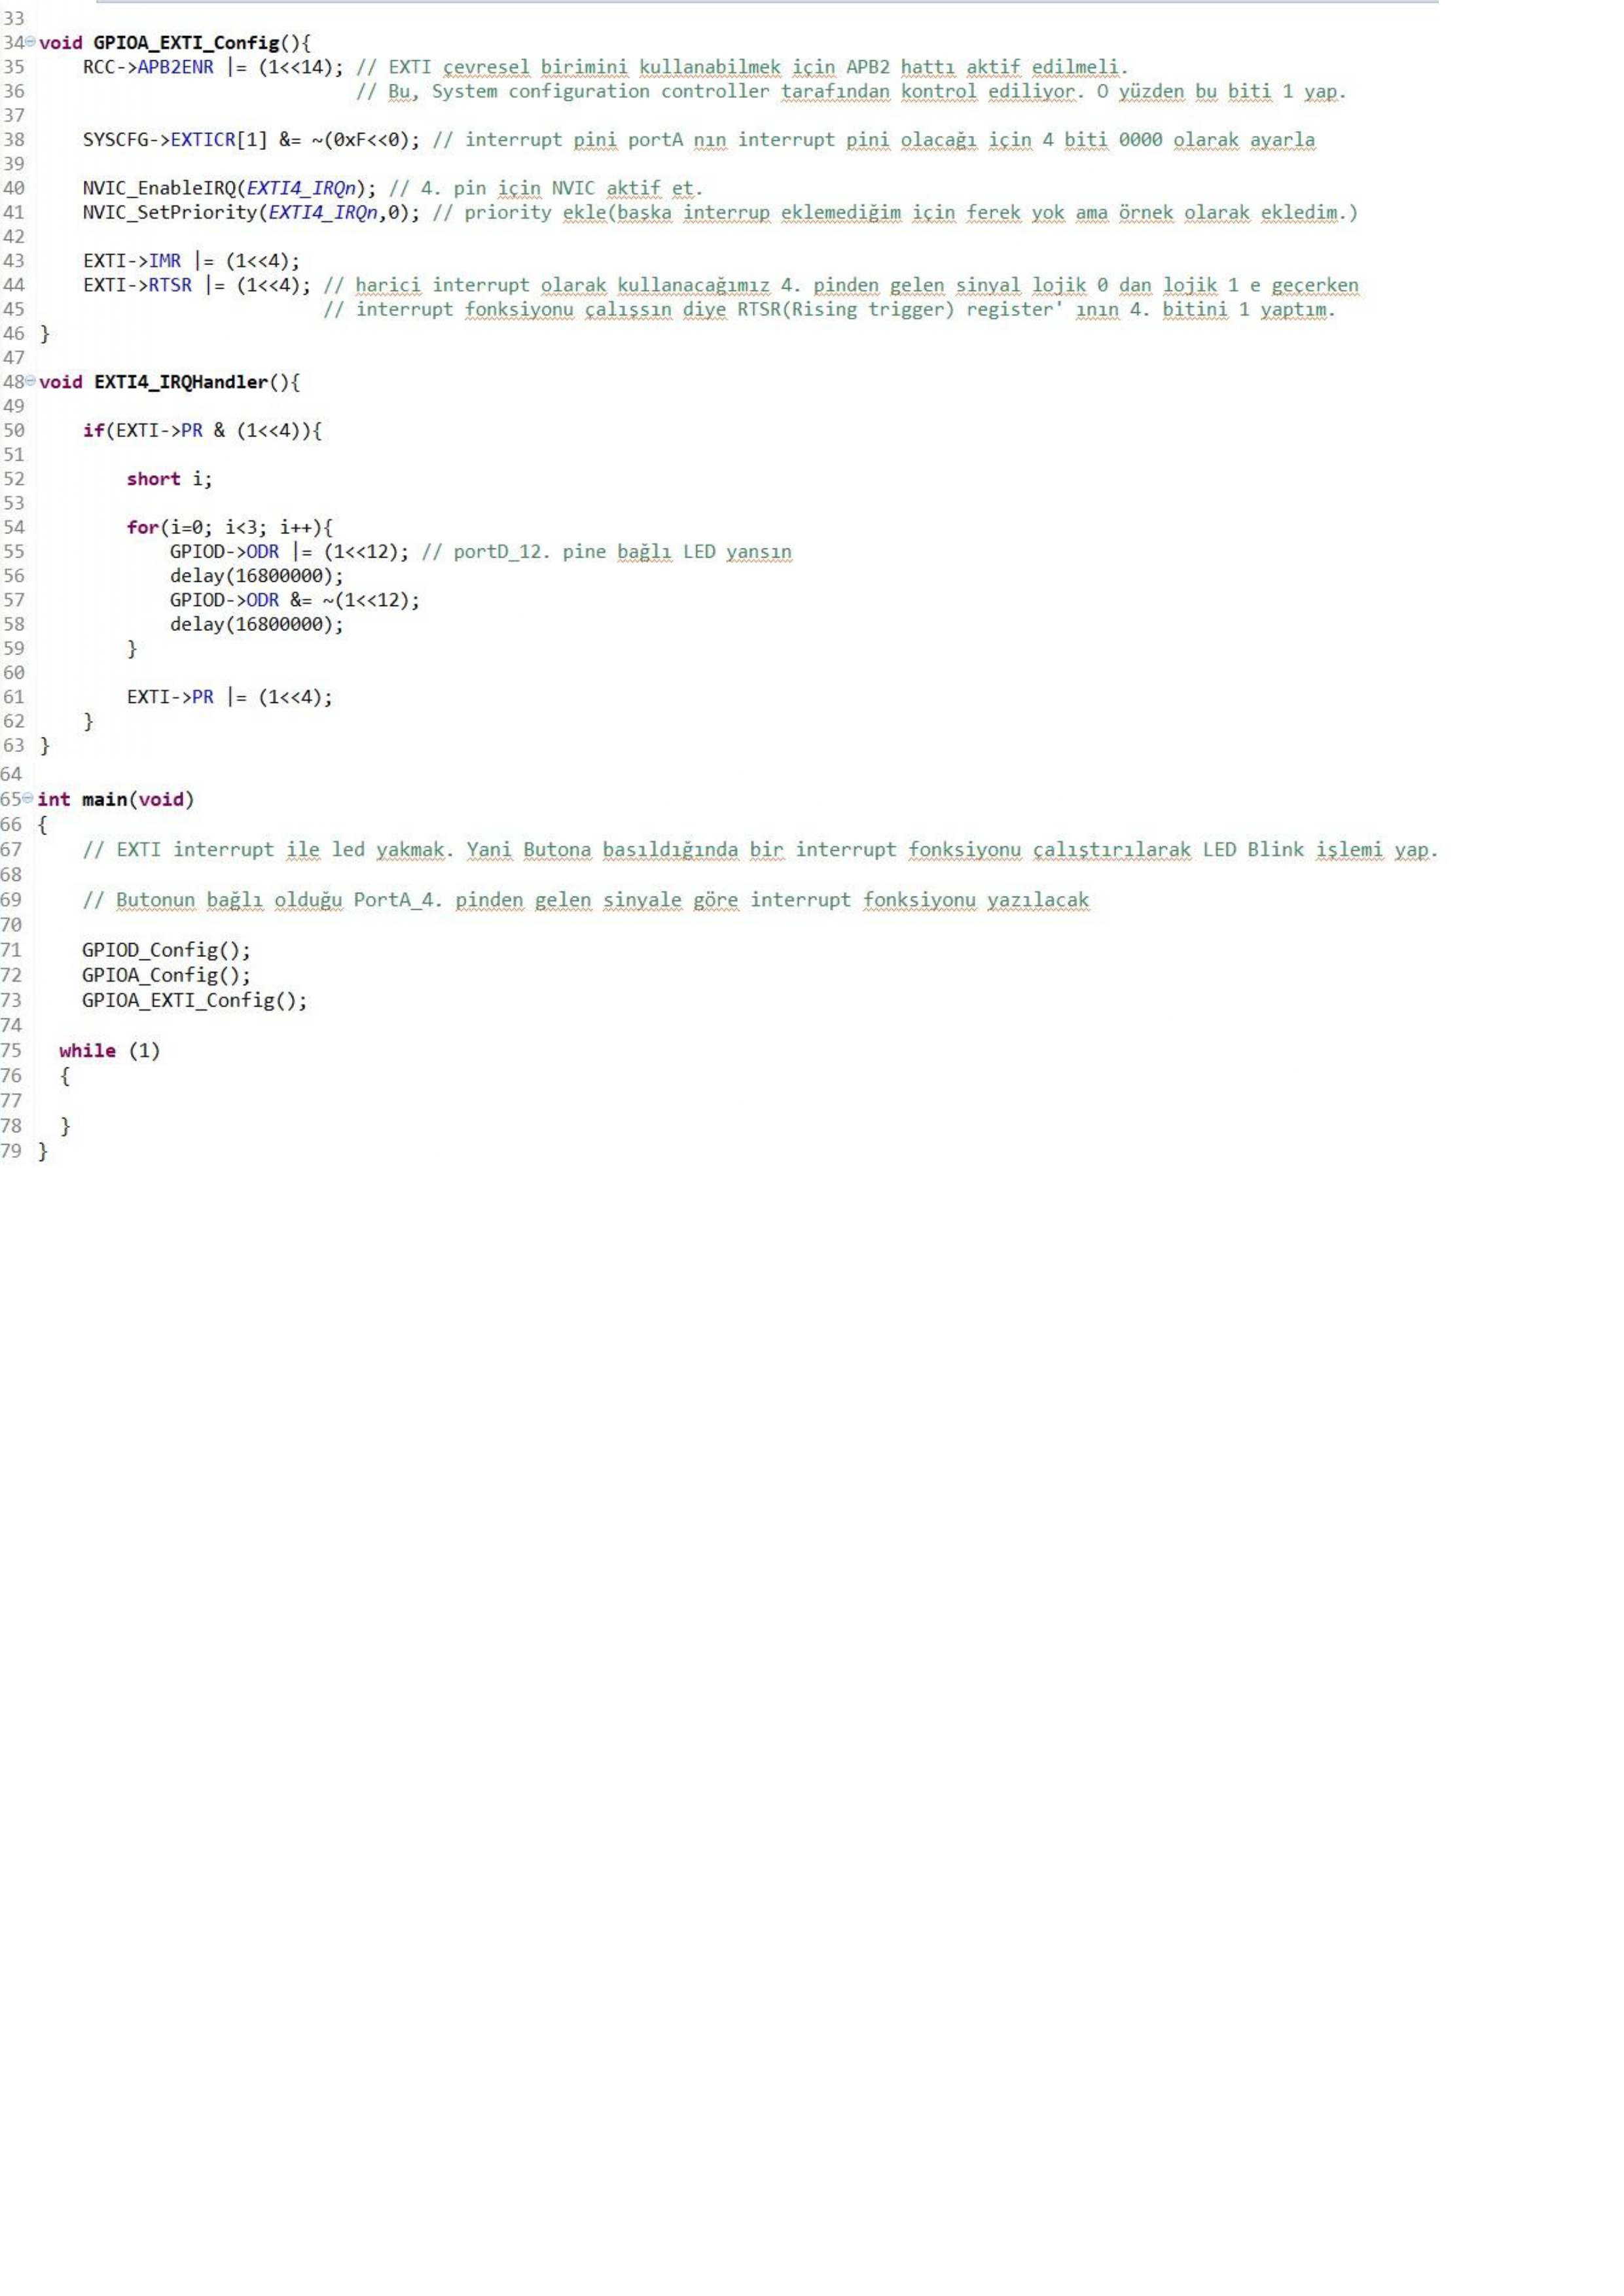 33
34 void GPIOA_EXTI_Config(){
35 RCC->APB2ENR |= (1<<14); // EXTI çevresel birimini kullanabilmek için APB2 hattı aktif edilmeli.
36 // Bu, System configuration controller tarafından kontrol ediliyor. O yüzden bu biti 1 yap.
37
38 SYSCFG->EXTICR[1] &= ~(0xF<<0); // interrupt pini portA nın interrupt pini olacağı için 4 biti 0000 olarak ayarla
39
40 NVIC_EnableIRQ(EXTI4_IRQn); // 4. pin için NVIC aktif et.
41 NVIC_SetPriority(EXTI4_IRQn,0); // priority ekle(baska interrup eklemediğim için ferek yok ama örnek olarak ekledim.)
42
43 EXTI->IMR |= (1<<4);
44 EXTI->RTSR |= (1<<4); // harici interrupt olarak kullanacağımız 4. pinden gelen sinyal lojik 0 dan lojik 1 e geçerken
45 // interrupt fonksiyonu çalışsın diye RTSR(Rising trigger) register' ının 4. bitini 1 yaptım.
46 }
47
48 void EXTI4_IRQHandler(){
49
50 if(EXTI->PR & (1<<4)){
51
52 short i;
53
54 for(i=0; i<3; i++){
55 GPIOD->ODR |= (1<<12); // portD_12. pine bağlı LED yansın
56 delay(16800000);
57 GPIOD->ODR &= ~(1<<12);
58 delay(16800000);
59 }
60
61 EXTI->PR |= (1<<4);
62 }
63 }
64
65 int main(void)
66 {
67 // EXTI interrupt ile led yakmak. Yani Butona basıldığında bir interrupt fonksiyonu çalıştırılarak LED Blink işlemi yap.
68
69 // Butonun bağlı olduğu PortA_4. pinden gelen sinyale göre interrupt fonksiyonu yazılacak
70
71 GPIOD_Config();
72 GPIOA_Config();
73 GPIOA_EXTI_Config();
74
75 while (1)
76 {
77
78 }
79 }